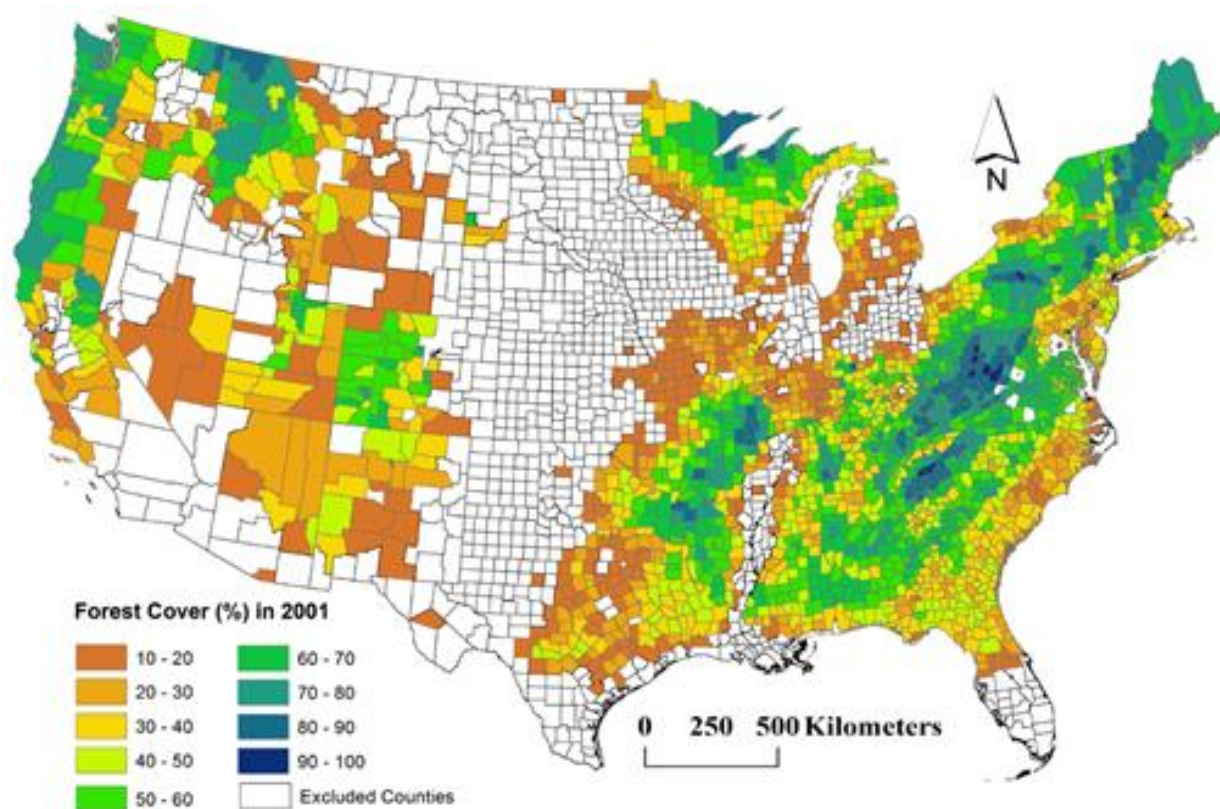 N
Forest Cover (%) in 2001
10 - 20
20 - 30
30 - 40
40 - 50
50 - 60
60 - 70
70 - 80
80 - 90
90 - 100
Excluded Counties
0 250 500 Kilometers